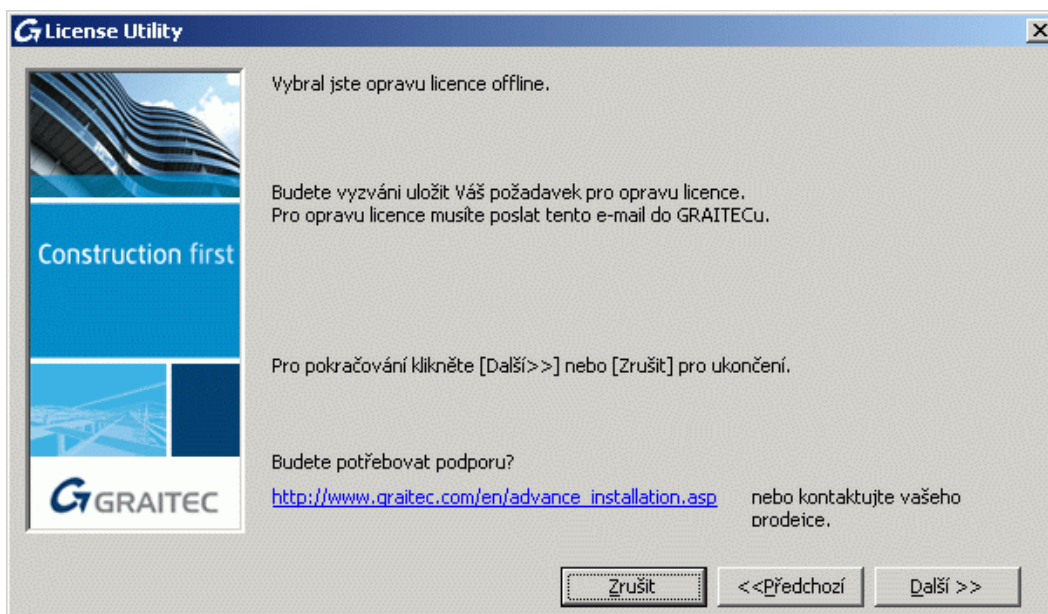 License Utility
Vybral jste opravu licence offline.
Budete vyzváni uložit Váš požadavek pro opravu licence.
Pro opravu licence musíte poslat tento e-mail do GRAITECu.
Construction first
Pro pokračování klikněte [Další>>] nebo [Zrušit] pro ukončení.
Budete potřebovat podporu?
http://www.graitec.com/en/advance_installation.asp nebo kontaktujte vašeho
prodejce.
GRAITEC
Zrušit <<Předchozí Další >>